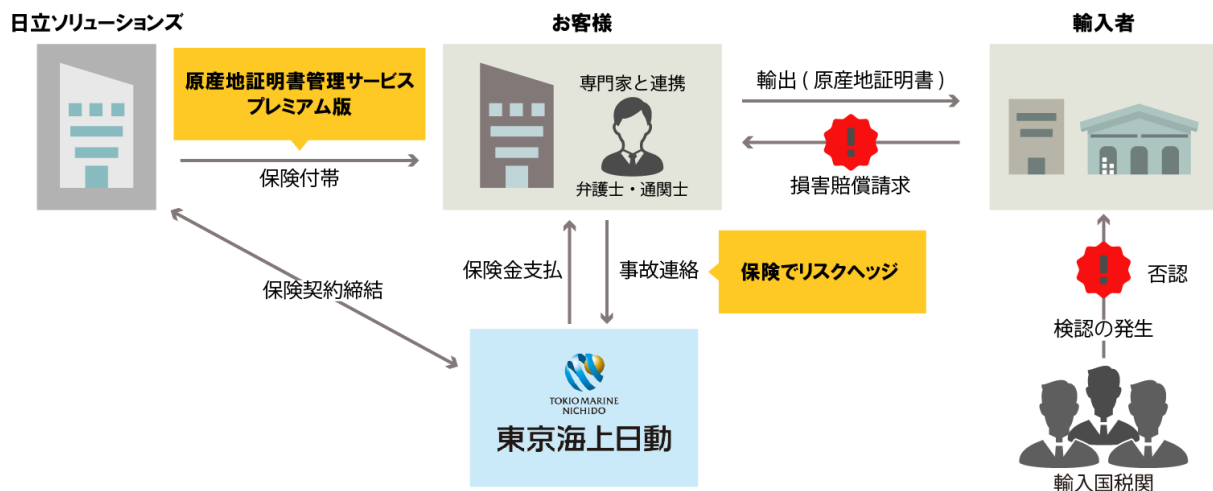 日立ソリューションズ
お客様
輸入者
原産地証明書管理サービス
プレミアム版
保険付帯
専門家と連携
弁護士・通関士
輸出(原産地証明書)
損害賠償請求
保険契約締結
保険金支払
事故連絡
保険でリスクヘッジ
否認
検認の発生
TOKIO MARINE
NICHIDO
東京海上日動
輸入国税関